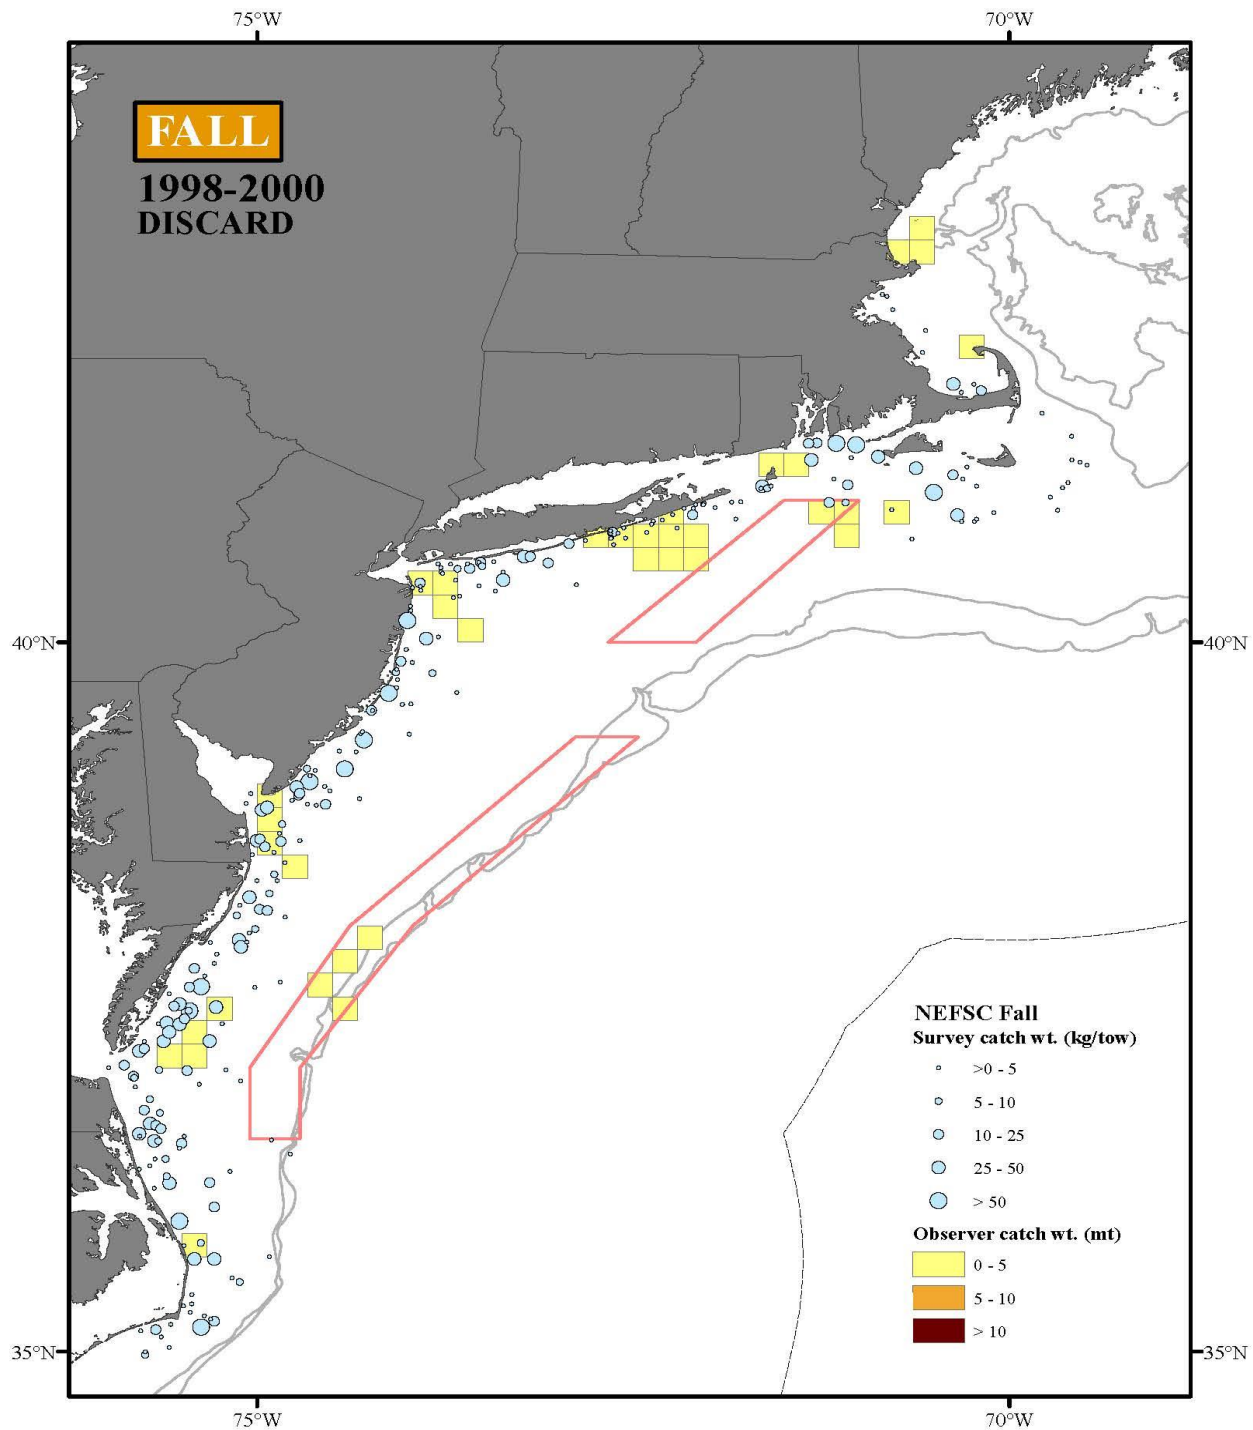 75°W 70°W
FALL
1998-2000
DISCARD
40°N 40°N
NEFSC Fall
Survey catch wt. (kg/tow)
>0 - 5
5 - 10
10 - 25
25 - 50
> 50
Observer catch wt. (mt)
0 - 5
5 - 10
> 10
35°N 35°N
75°W 70°W